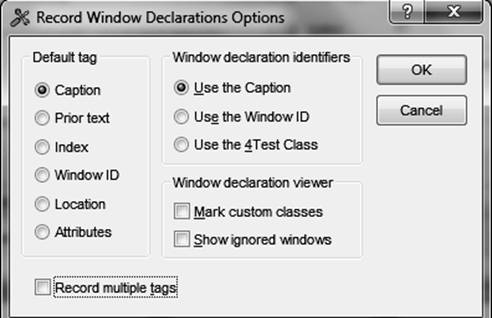 Record Window Declarations Options
?
Default tag
Caption
Prior text
Index
Window ID
Location
Attributes
Window declaration identifiers
Use the Caption
Use the Window ID
Use the 4Test Class
Window declaration viewer
Mark custom classes
Show ignored windows
OK
Cancel
Record multiple tags